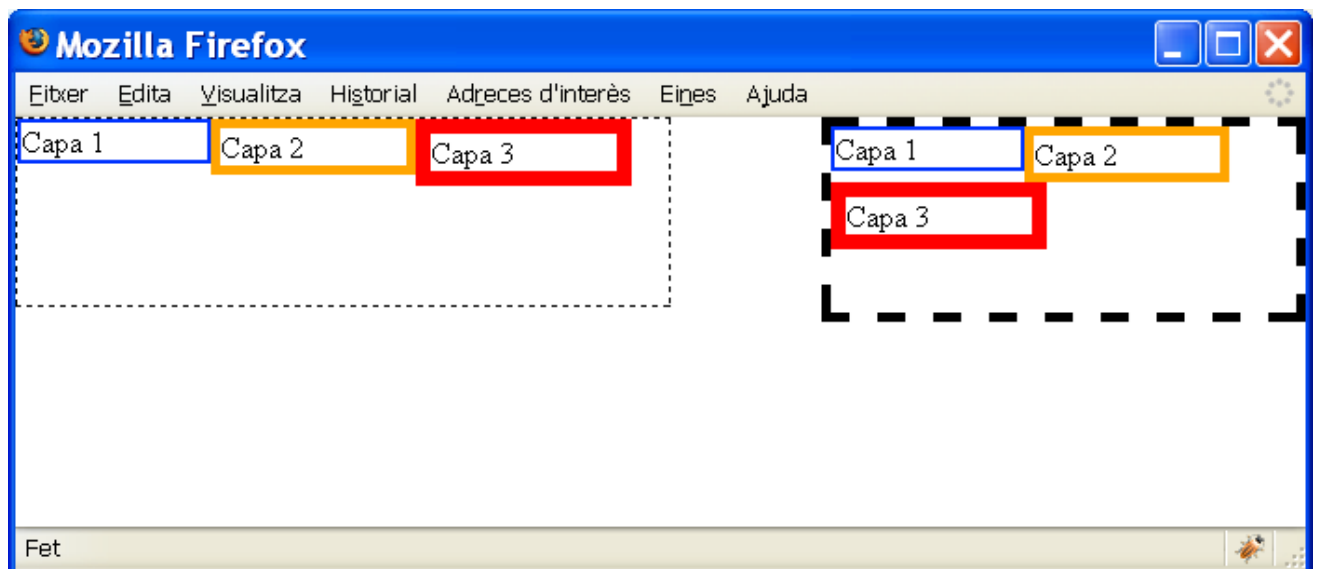 Mozilla Firefox
Fitxer Edita Visualitza Historial Adreces d'interès Eines Ajuda
Capa 1 Capa 2 Capa 3
Capa 1 Capa 2
Capa 3
Fet